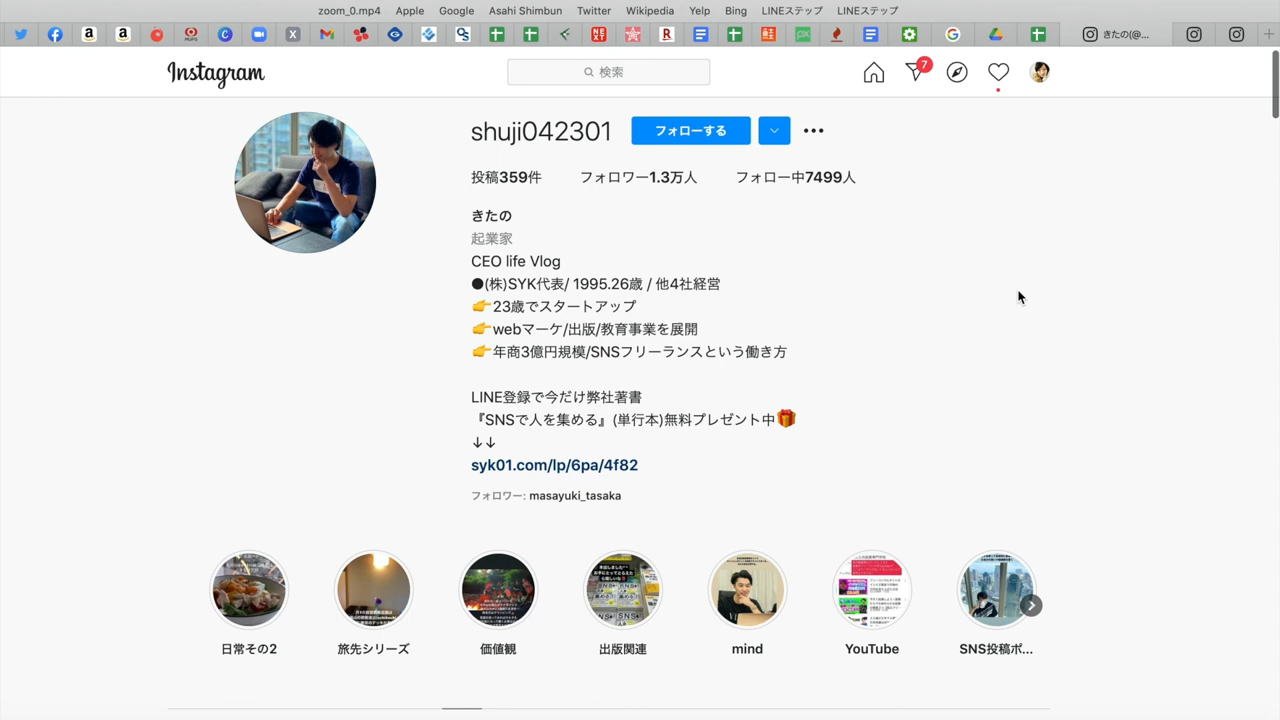 zoom_0.mp4 Apple Google Asahi Shimbun Twitter Wikipedia Yelp Bing LINEステップ LINEステップ
きたの(@...
Instagram 検索 7
shuji042301 フォローする
投稿359件 フォロワー1.3万人 フォロー中7499人
きたの
起業家
CEO life Vlog
●(株)SYK代表/ 1995.26歳 / 他4社経営
👉23歳でスタートアップ
👉webマーケ/出版/教育事業を展開
👉年商3億円規模/SNSフリーランスという働き方
LINE登録で今だけ弊社著書
『SNSで人を集める』(単行本)無料プレゼント中🎁
↓↓
syk01.com/lp/6pa/4f82
フォロワー: masayuki_tasaka
日常その2 旅先シリーズ 価値観 出版関連 mind YouTube SNS投稿ポ...